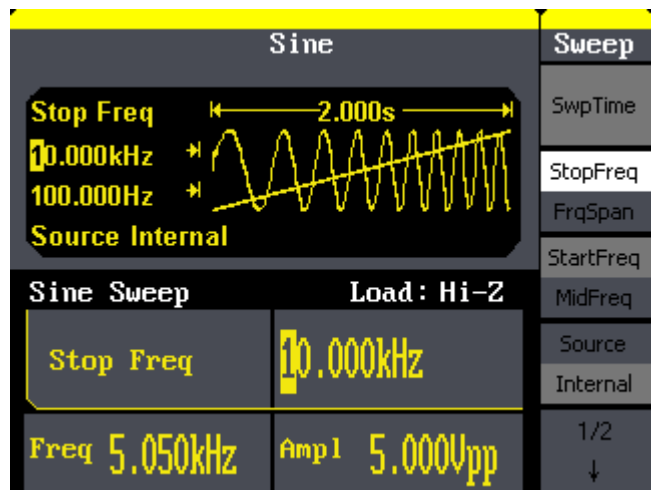 Sine
Stop Freq
2.000s
10.000kHz
100.000Hz
Source Internal
Sine Sweep Load: Hi-Z
Stop Freq 10.000kHz
Freq 5.050kHz Ampl 5.000Vpp
Sweep
SwpTime
StopFreq
FrqSpan
StartFreq
MidFreq
Source
Internal
1/2
↓